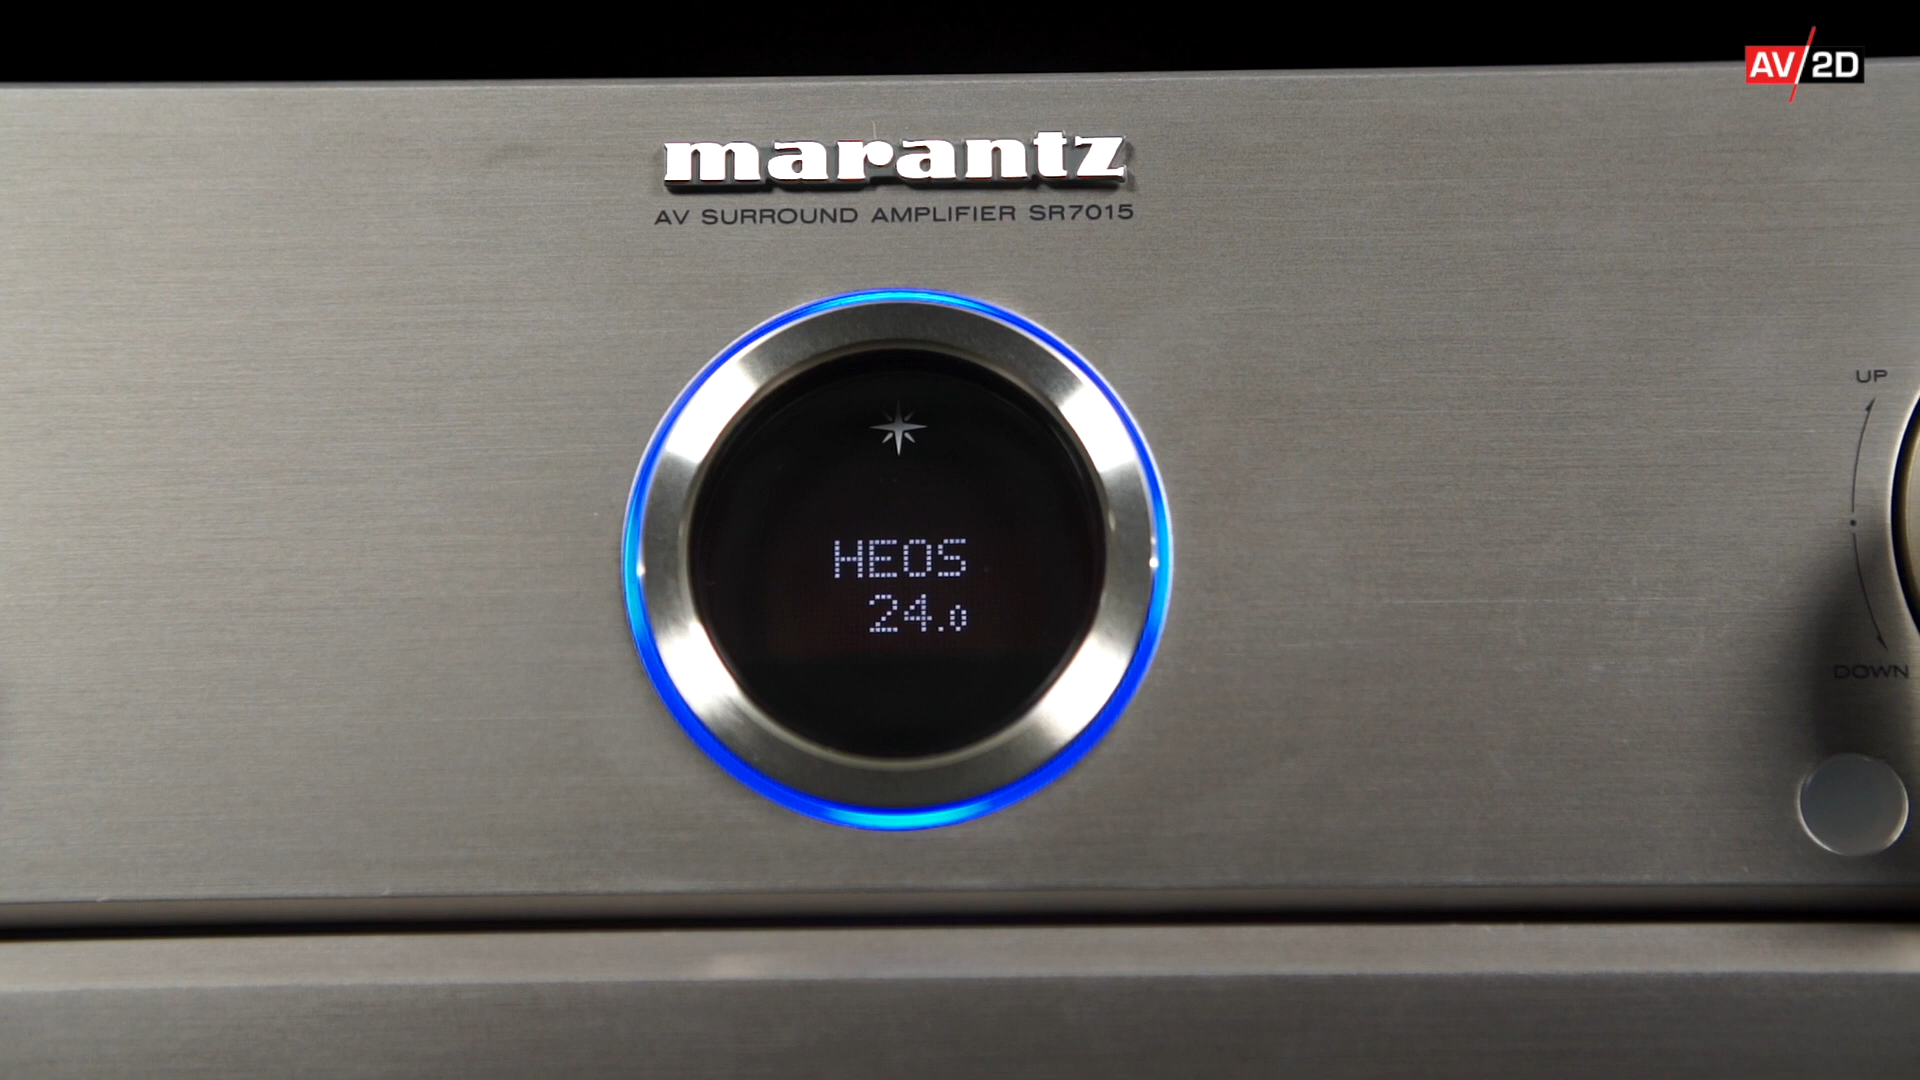 AV/2D
marantz
AV SURROUND AMPLIFIER SR7015
UP
HEOS
24.0
DOWN